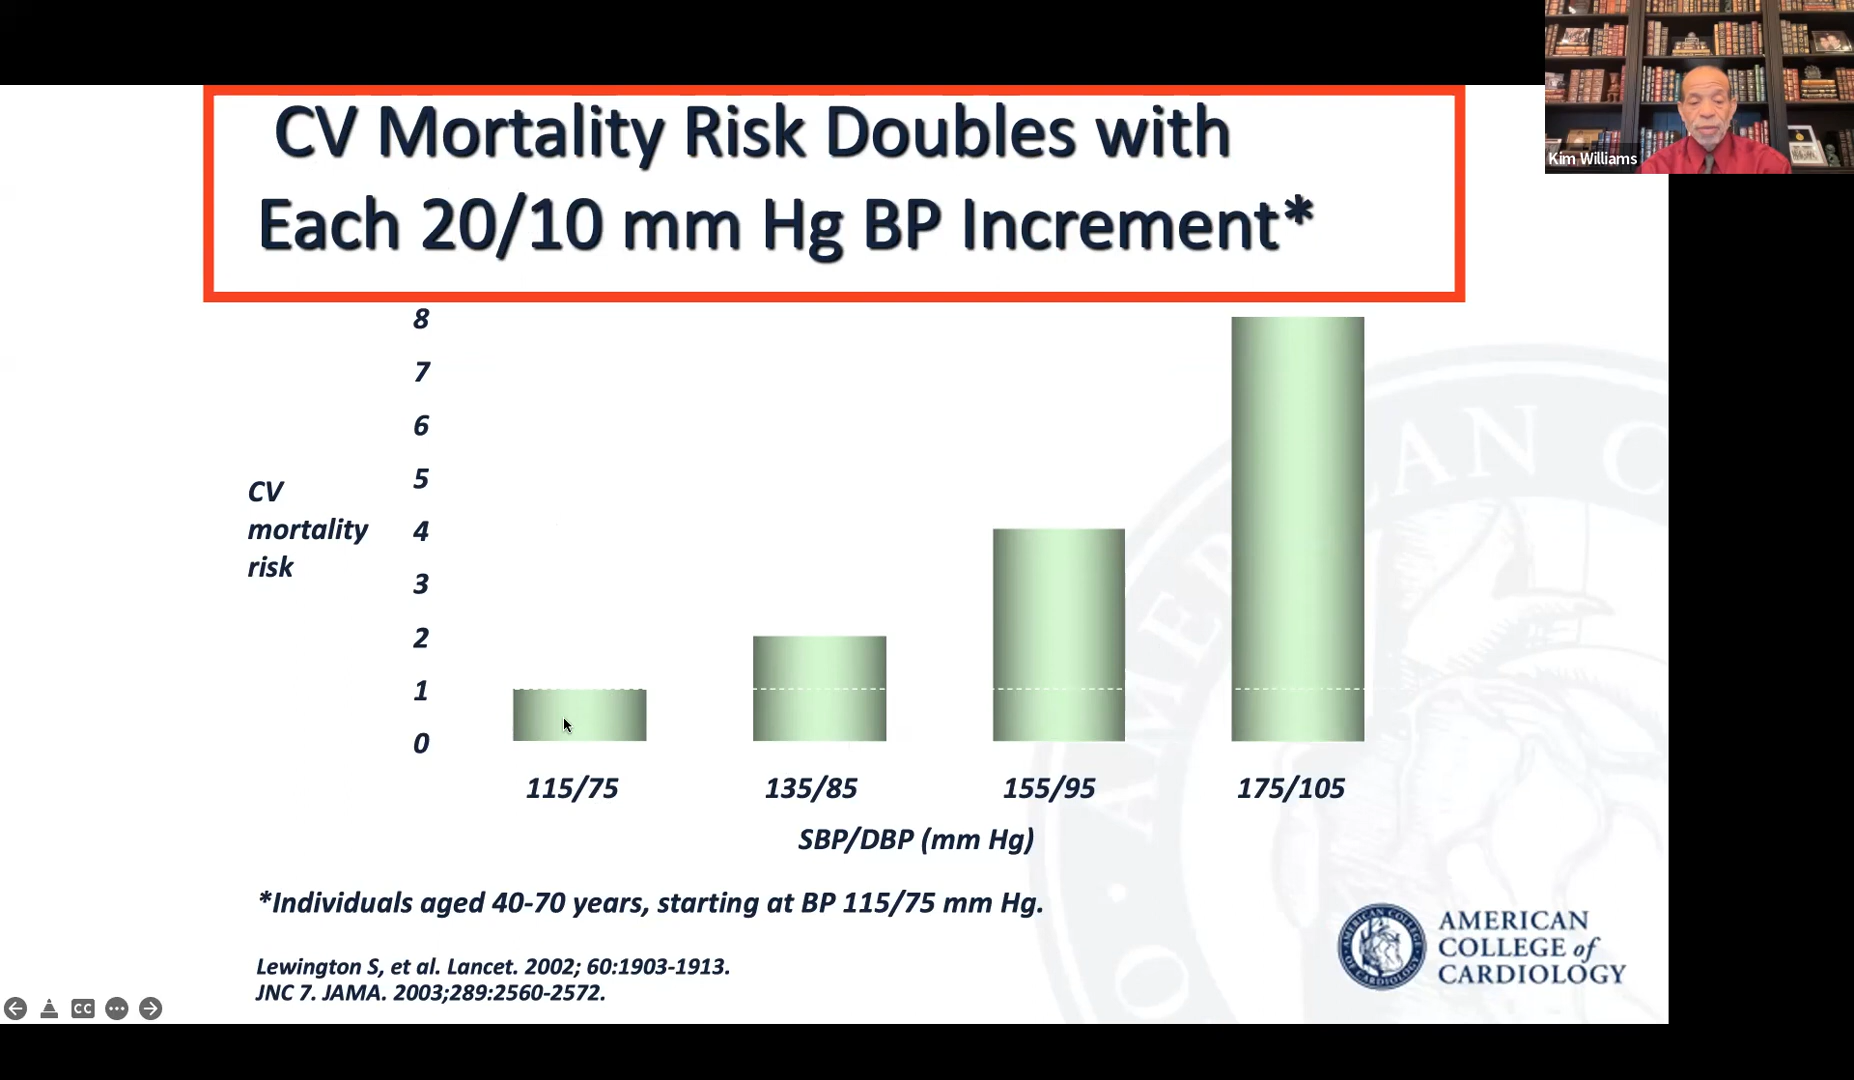 CV Mortality Risk Doubles with
Each 20/10 mm Hg BP Increment*
Kim Williams
8
7
6
5
4
3
2
1
0
CV
mortality
risk
115/75 135/85 155/95 175/105
SBP/DBP (mm Hg)
*Individuals aged 40-70 years, starting at BP 115/75 mm Hg.
Lewington S, et al. Lancet. 2002; 60:1903-1913.
JNC 7. JAMA. 2003;289:2560-2572.
AMERICAN
COLLEGE of
CARDIOLOGY
CC